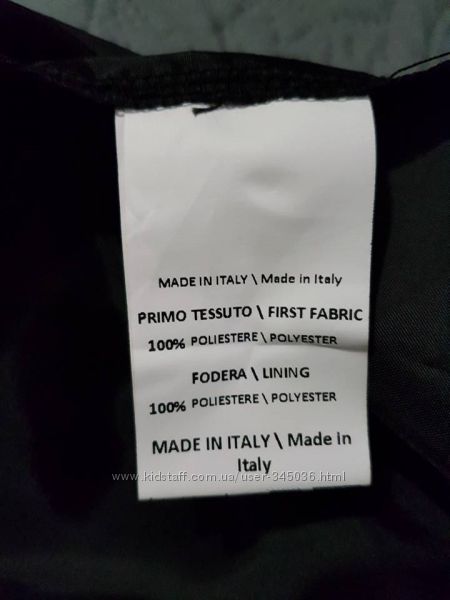 MADE IN ITALY \ Made in Italy
PRIMO TESSUTO \ FIRST FABRIC
100% POLIESTERE \ POLYESTER
FODERA \ LINING
100% POLIESTERE \ POLYESTER
MADE IN ITALY \ Made in
Italy
www.kidstaff.com.ua/user-345036.html